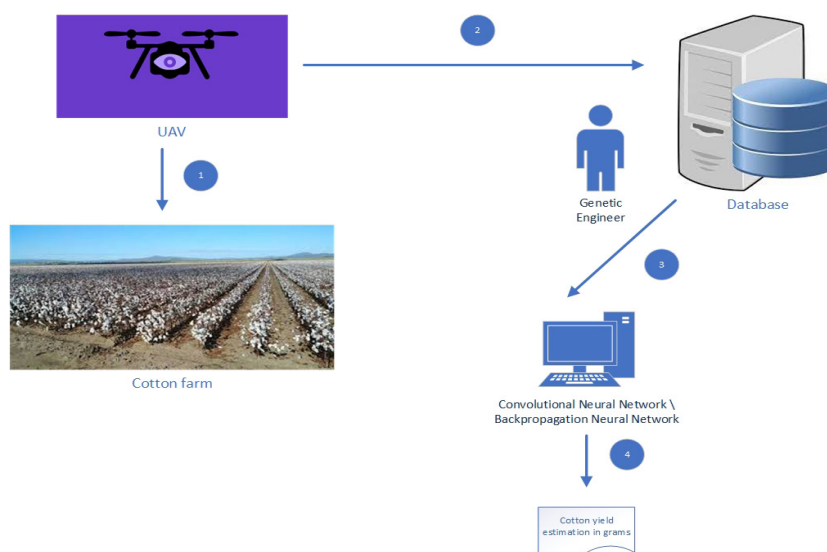 2
UAV
1
Genetic
Engineer
Database
3
Cotton farm
Convolutional Neural Network \
Backpropagation Neural Network
4
Cotton yield
estimation in grams